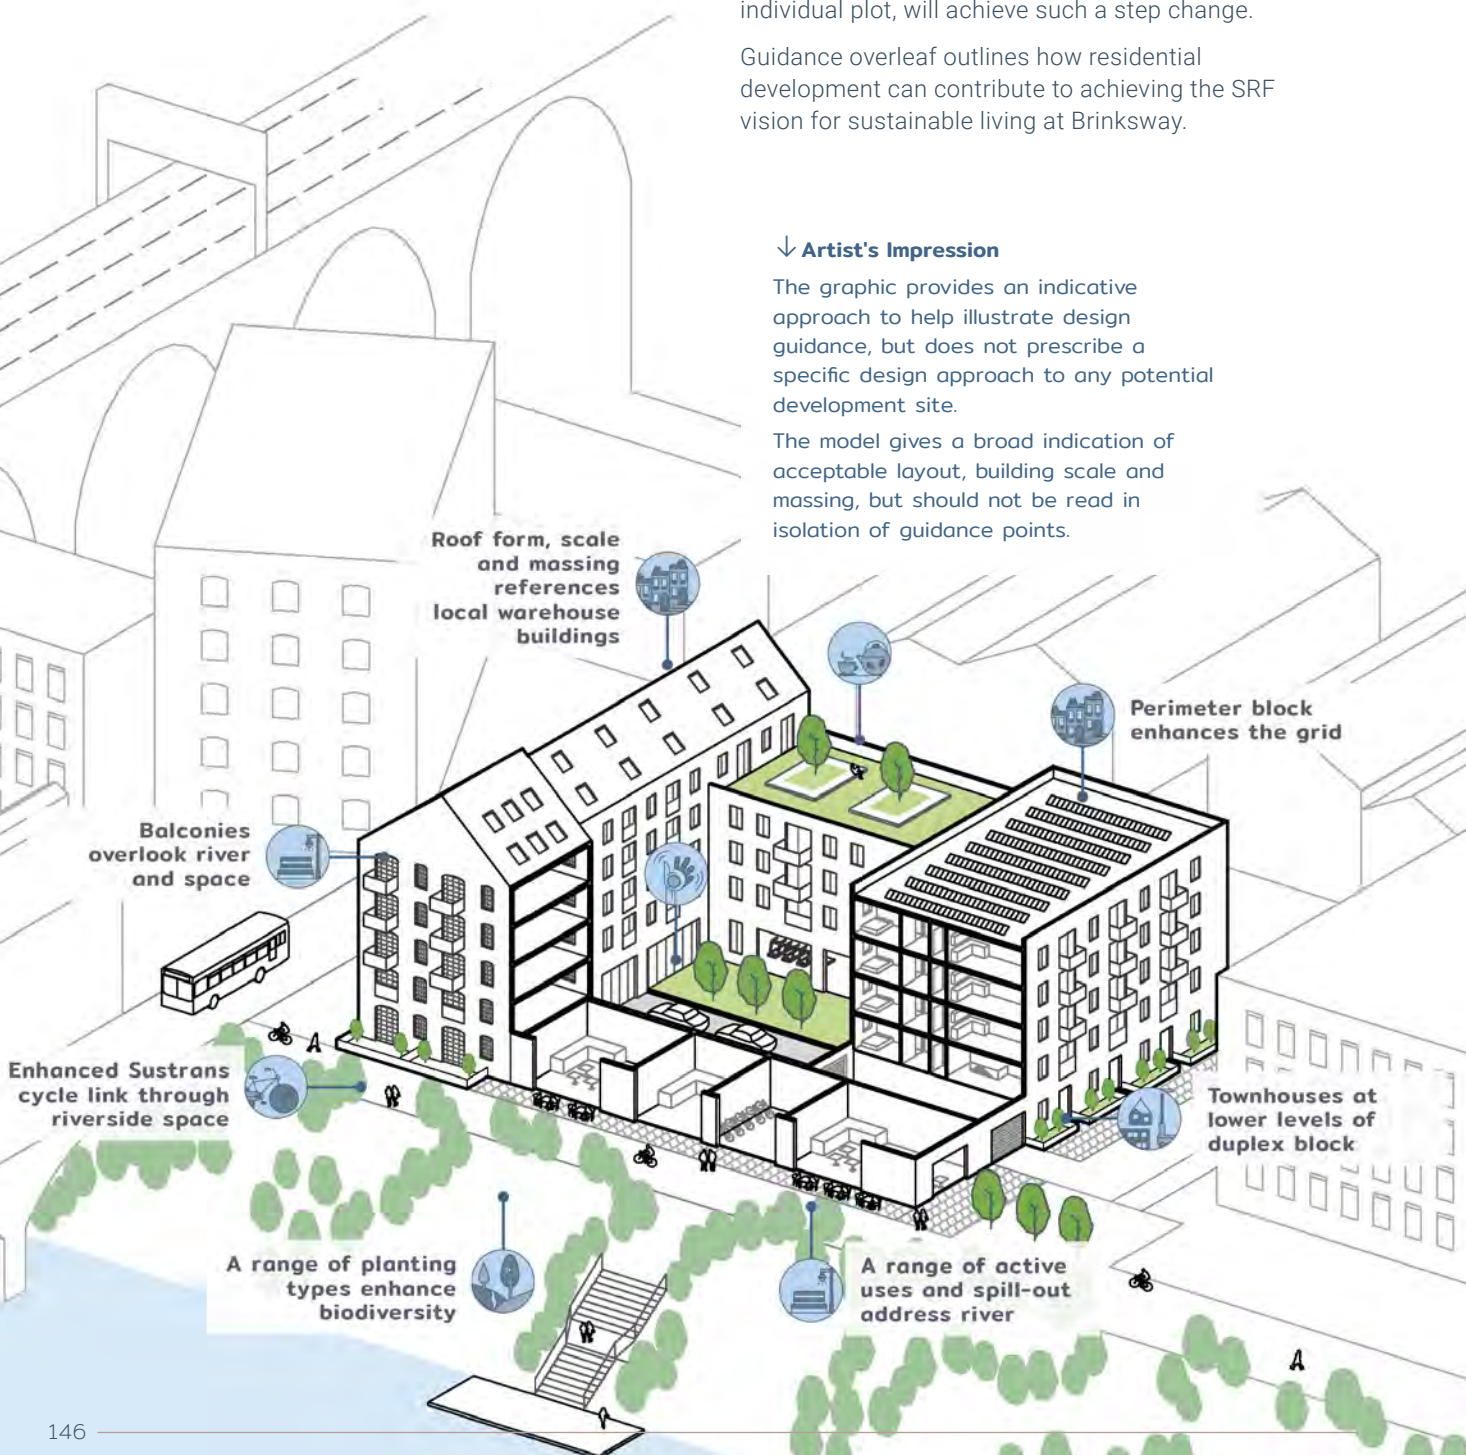 individual plot, will achieve such a step change.
Guidance overleaf outlines how residential
development can contribute to achieving the SRF
vision for sustainable living at Brinksway.
Artist's Impression
The graphic provides an indicative
approach to help illustrate design
guidance, but does not prescribe a
specific design approach to any potential
development site.
The model gives a broad indication of
acceptable layout, building scale and
massing, but should not be read in
isolation of guidance points.
Roof form, scale
and massing
references
local warehouse
buildings
Perimeter block
enhances the grid
Balconies
overlook river
and space
Enhanced Sustrans
cycle link through
riverside space
Townhouses at
lower levels of
duplex block
A range of planting
types enhance
biodiversity
A range of active
uses and spill-out
address river
146